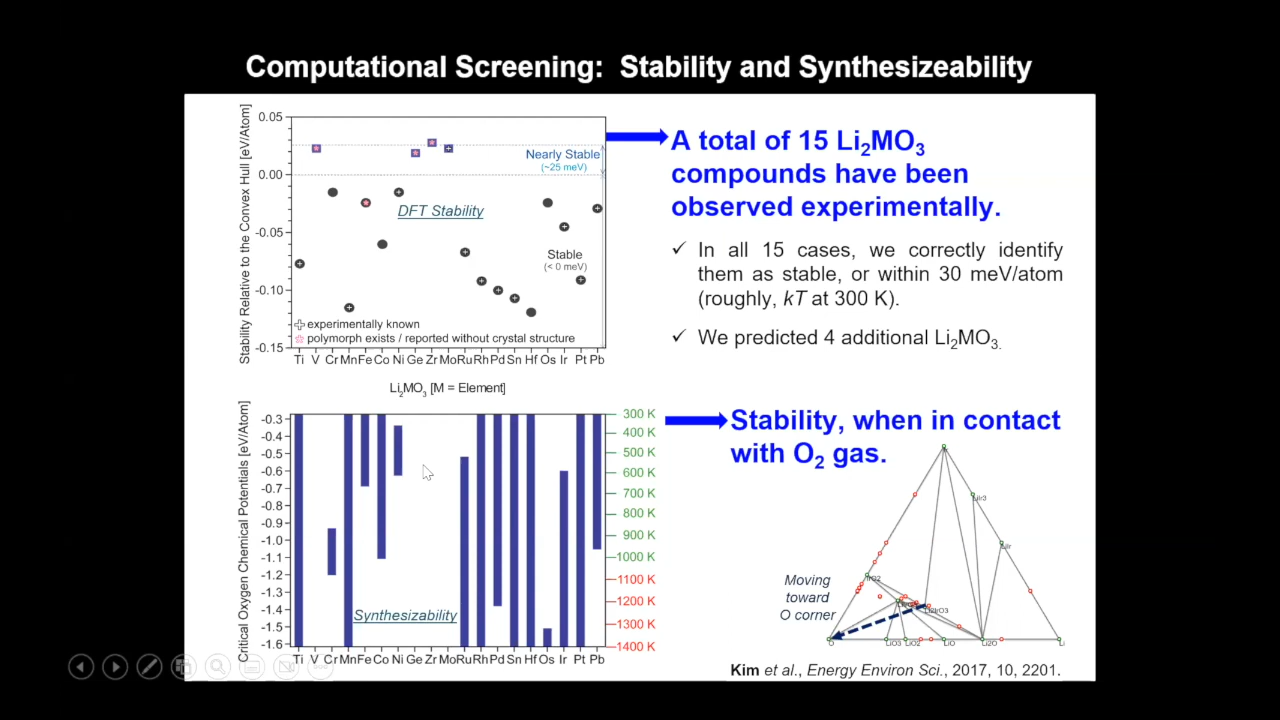 Computational Screening: Stability and Synthesizeability
Stability Relative to the Convex Hull [eV/Atom]
0.05
0.00
-0.05
-0.10
-0.15
Nearly Stable
(~25 meV)
DFT Stability
Stable
(< 0 meV)
experimentally known
polymorph exists / reported without crystal structure
Ti V Cr Mn Fe Co Ni Ge Zr Mo Ru Rh Pd Sn Hf Os Ir Pt Pb
Li2MO3 [M = Element]
A total of 15 Li2MO3
compounds have been
observed experimentally.
✓ In all 15 cases, we correctly identify
them as stable, or within 30 meV/atom
(roughly, kT at 300 K).
✓ We predicted 4 additional Li2MO3.
Critical Oxygen Chemical Potentials [eV/Atom]
-0.3
-0.4
-0.5
-0.6
-0.7
-0.8
-0.9
-1.0
-1.1
-1.2
-1.3
-1.4
-1.5
-1.6
300 K
400 K
500 K
600 K
700 K
800 K
900 K
1000 K
1100 K
1200 K
1300 K
1400 K
Synthesizability
Ti V Cr Mn Fe Co Ni Ge Zr Mo Ru Rh Pd Sn Hf Os Ir Pt Pb
Stability, when in contact
with O2 gas.
LiIr3
LiIr
IrO2
Li2IrO3
Moving
toward
O corner
O
LiO3
LiO2
LiO
Li2O
Li
Kim et al., Energy Environ Sci., 2017, 10, 2201.